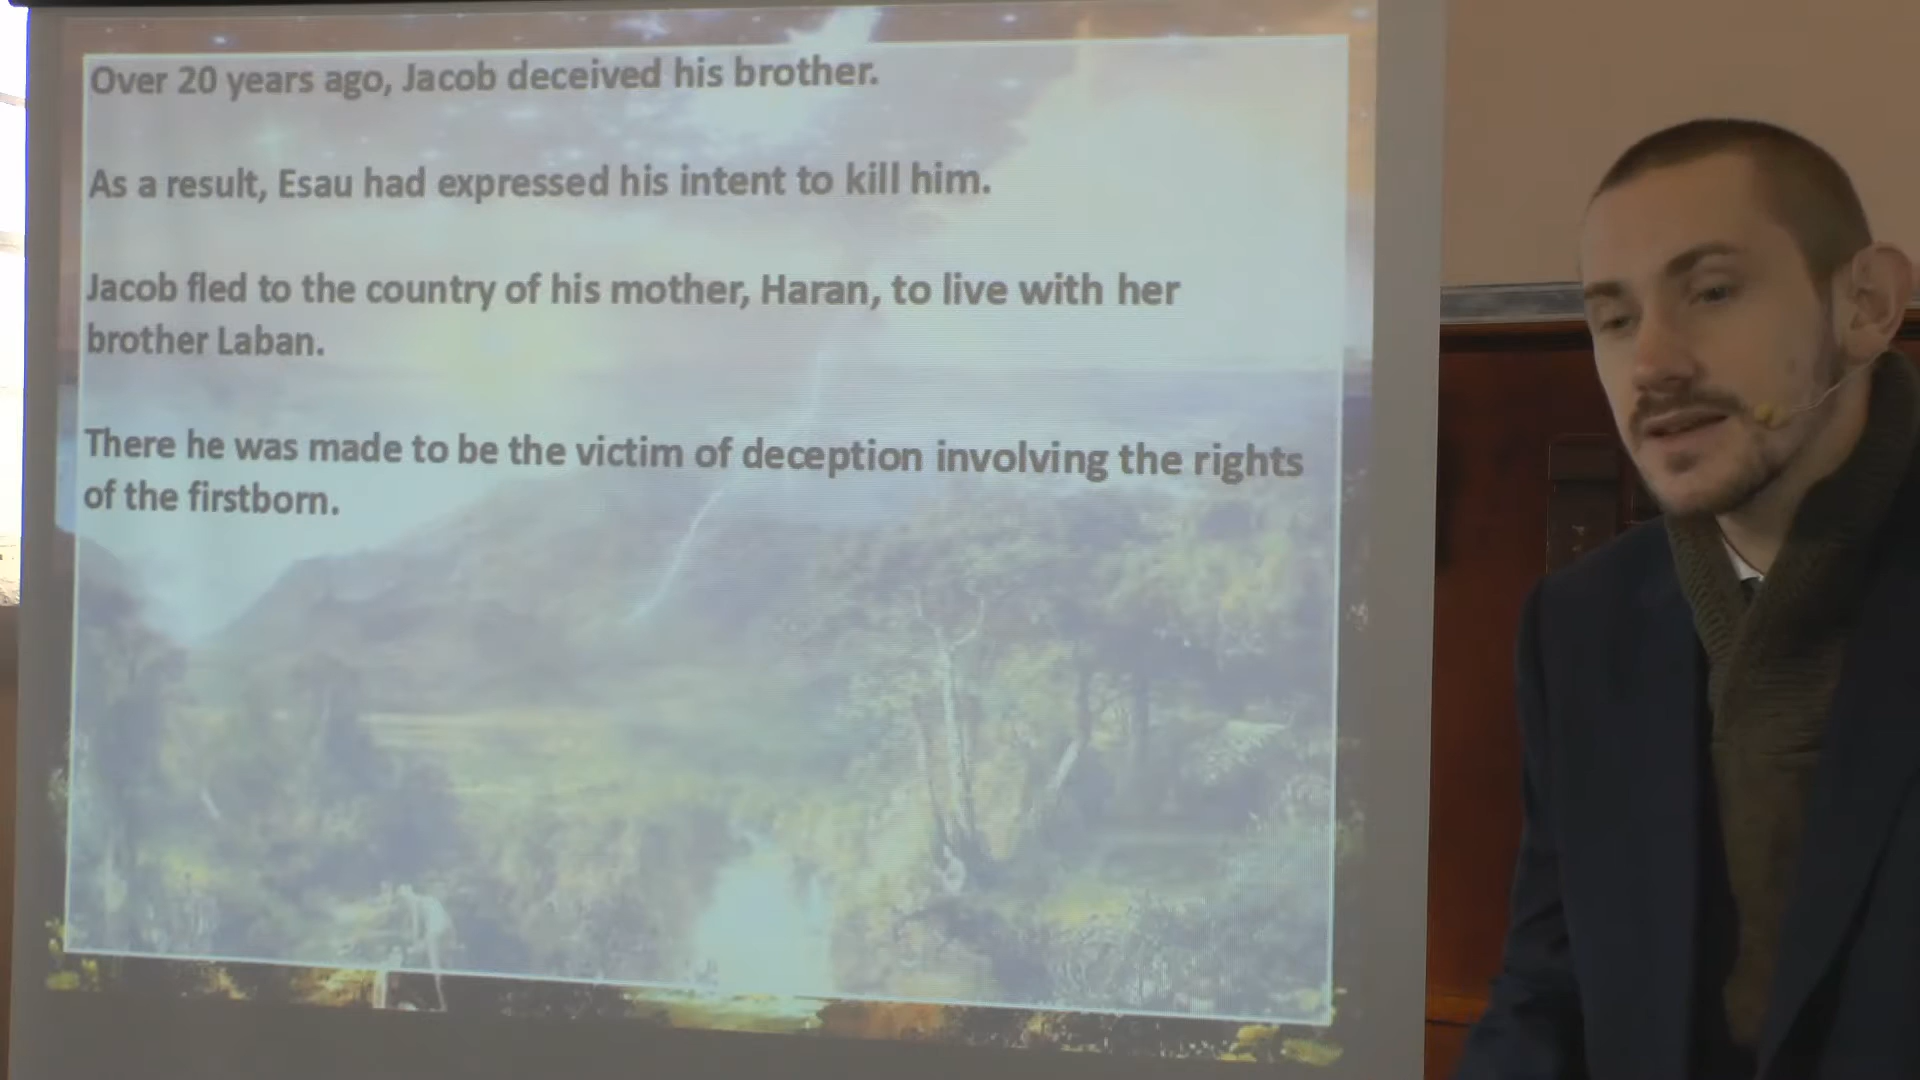 Over 20 years ago, Jacob deceived his brother.
As a result, Esau had expressed his intent to kill him.
Jacob fled to the country of his mother, Haran, to live with her
brother Laban.
There he was made to be the victim of deception involving the rights
of the firstborn.